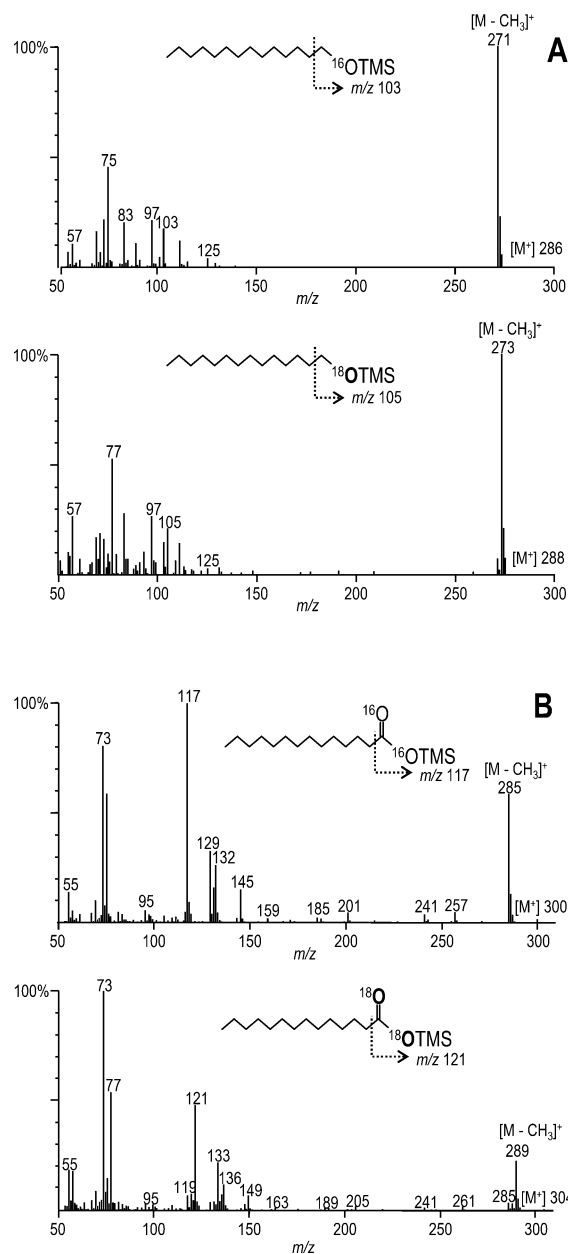 [M - CH₃]⁺
A
100%
271
¹⁶OTMS
m/z 103
75
83
97
103
57
125
[M⁺] 286
50 100 150 200 250 300
m/z
[M - CH₃]⁺
100%
273
¹⁸OTMS
m/z 105
77
57
97
105
125
[M⁺] 288
50 100 150 200 250 300
m/z
B
100%
117
¹⁶O
¹⁶OTMS
m/z 117
[M - CH₃]⁺
285
73
129
132
55
95
145
159
185
201
241
257
[M⁺] 300
50 100 150 200 250 300
m/z
100%
73
¹⁸O
¹⁸OTMS
m/z 121
77
121
[M - CH₃]⁺
289
133
136
55
95
119
149
163
189
205
241
261
285
[M⁺] 304
50 100 150 200 250 300
m/z